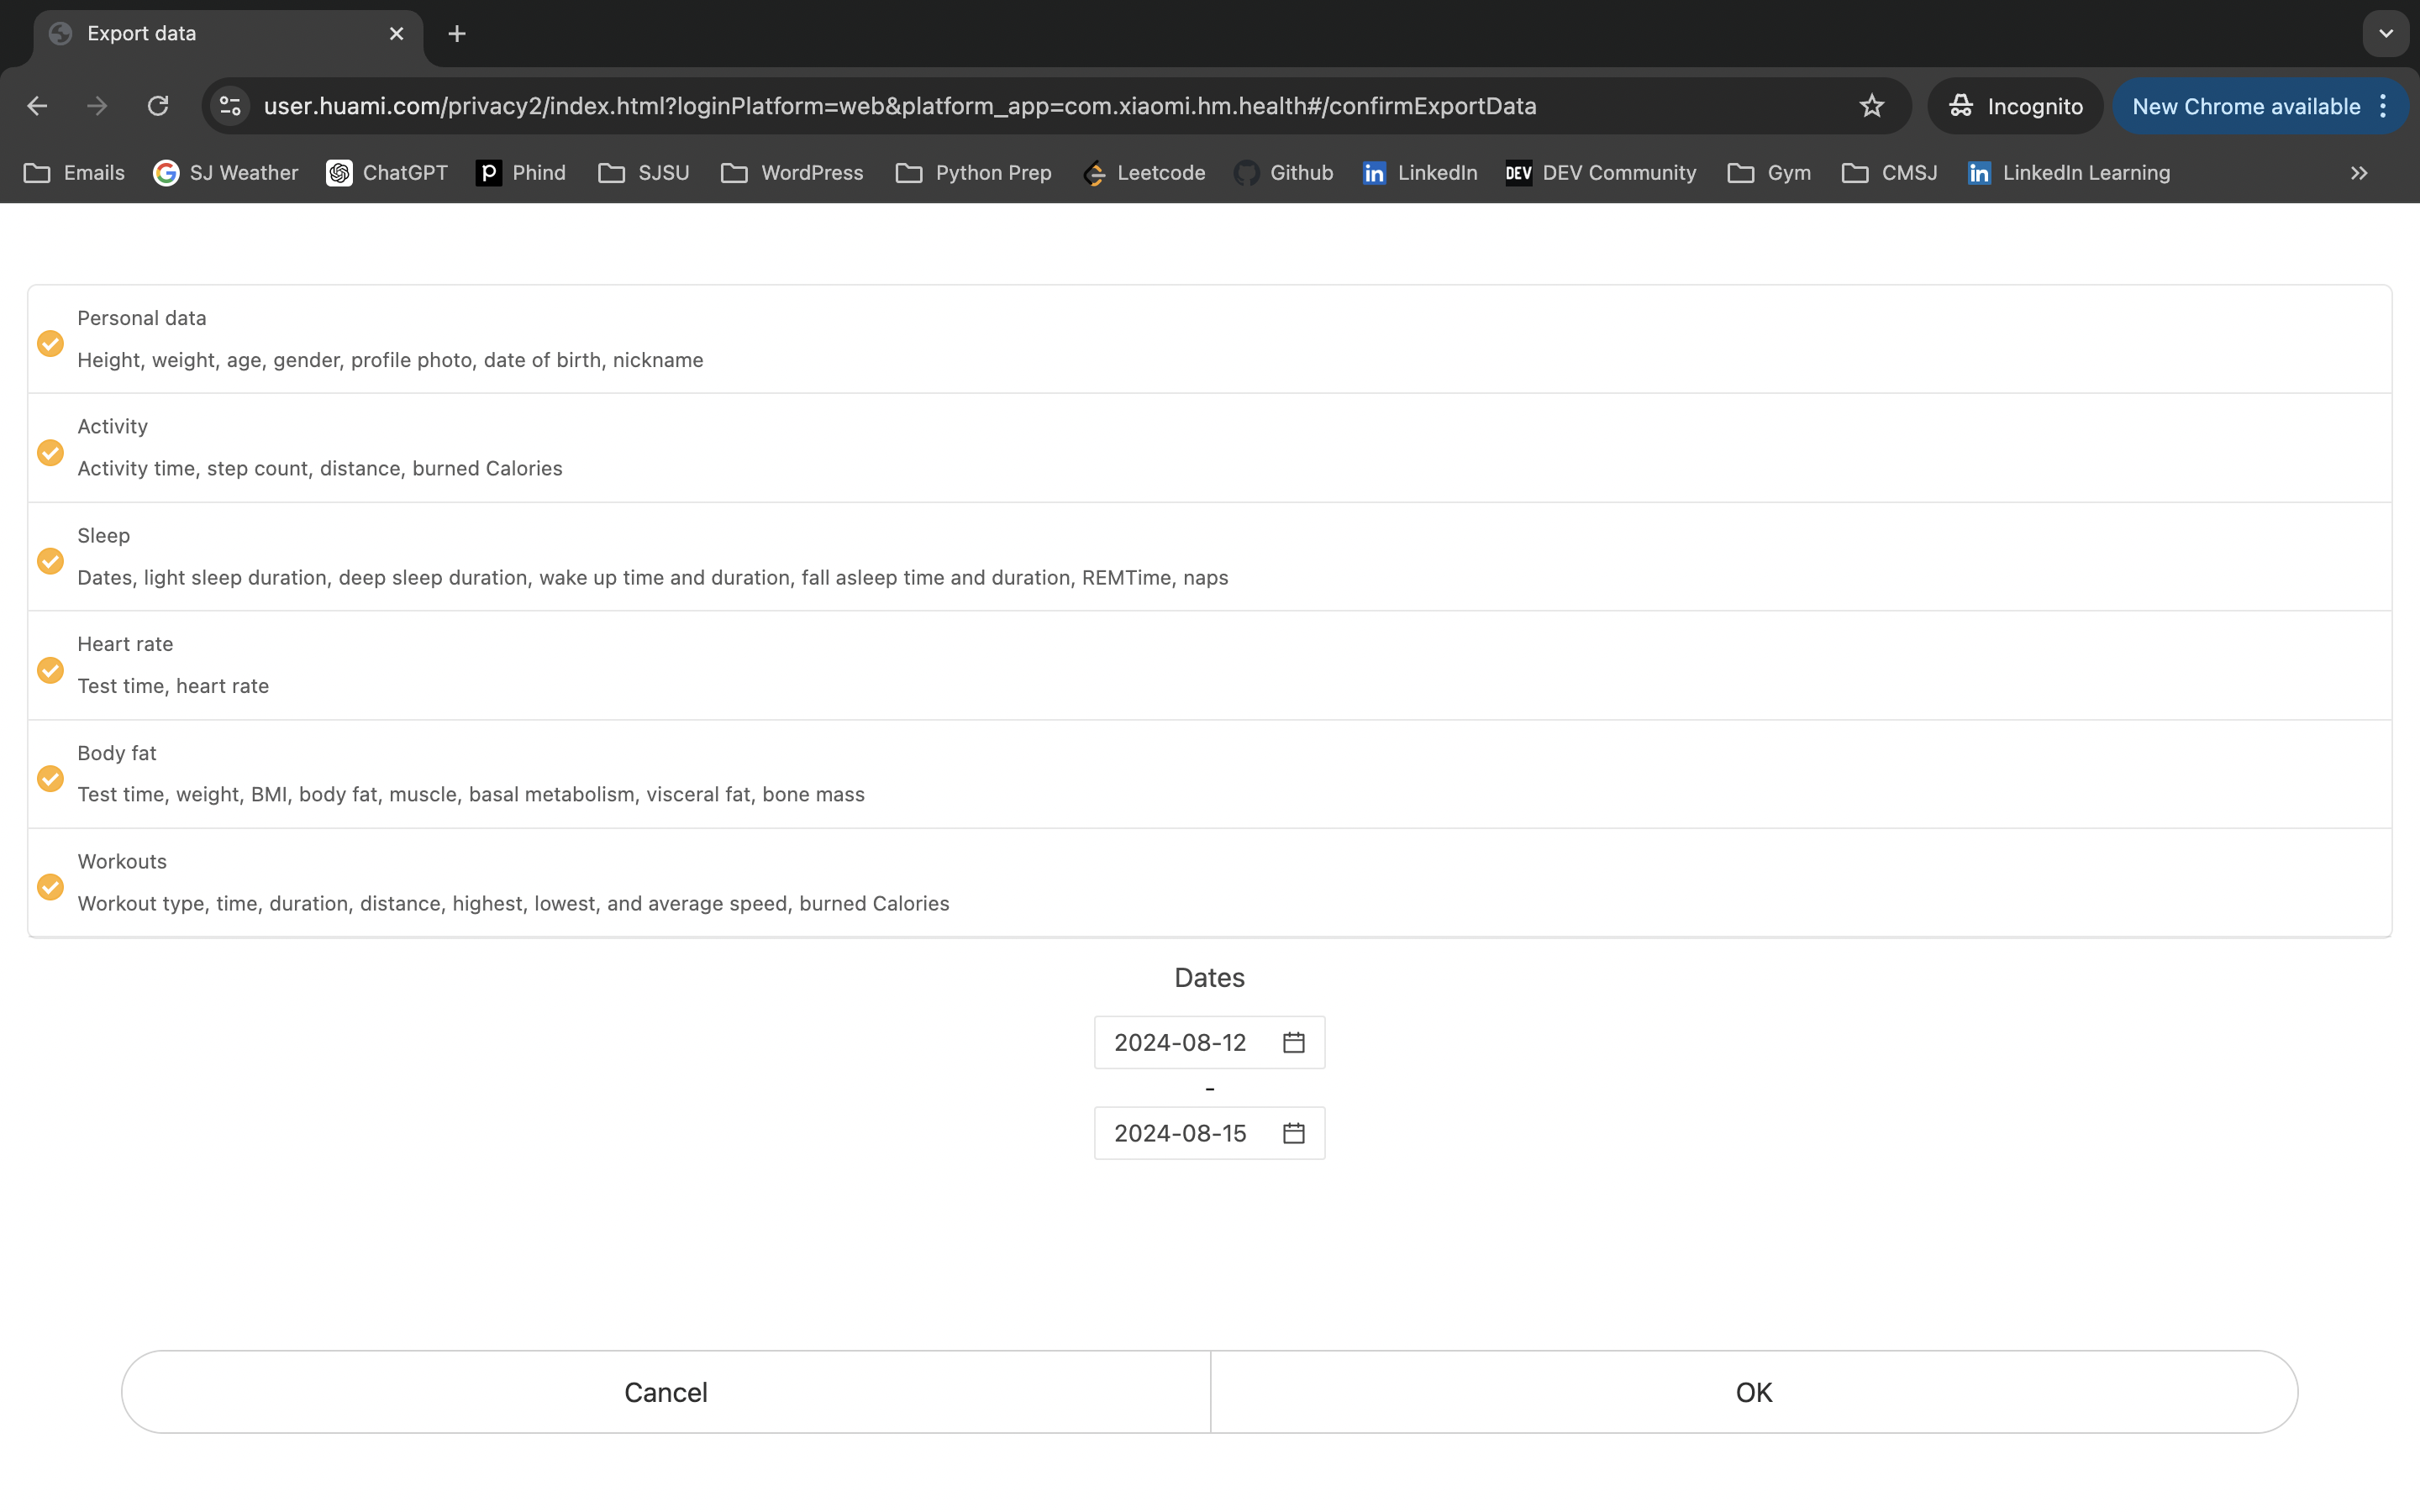 Export data
user.huami.com/privacy2/index.html?loginPlatform=web&platform_app=com.xiaomi.hm.health#/confirmExportData
Incognito
New Chrome available
Emails
SJ Weather
ChatGPT
Phind
SJSU
WordPress
Python Prep
Leetcode
Github
LinkedIn
DEV Community
Gym
CMSJ
LinkedIn Learning
Personal data
Height, weight, age, gender, profile photo, date of birth, nickname
Activity
Activity time, step count, distance, burned Calories
Sleep
Dates, light sleep duration, deep sleep duration, wake up time and duration, fall asleep time and duration, REMTime, naps
Heart rate
Test time, heart rate
Body fat
Test time, weight, BMI, body fat, muscle, basal metabolism, visceral fat, bone mass
Workouts
Workout type, time, duration, distance, highest, lowest, and average speed, burned Calories
Dates
2024-08-12
-
2024-08-15
Cancel
OK